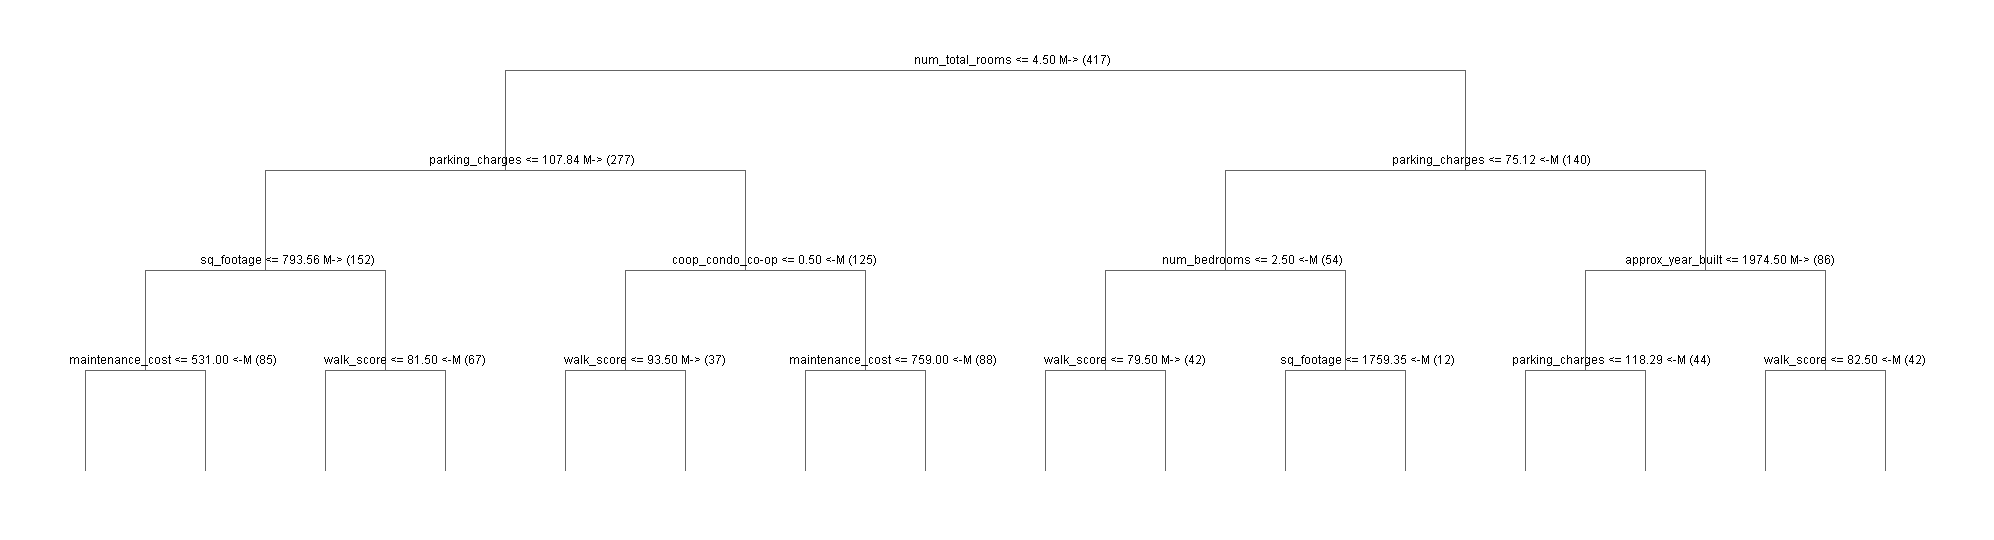 num_total_rooms <= 4.50 M-> (417)
parking_charges <= 107.84 M-> (277)
parking_charges <= 75.12 <-M (140)
sq_footage <= 793.56 M-> (152)
coop_condo_co-op <= 0.50 <-M (125)
num_bedrooms <= 2.50 <-M (54)
approx_year_built <= 1974.50 M-> (86)
maintenance_cost <= 531.00 <-M (85)
walk_score <= 81.50 <-M (67)
walk_score <= 93.50 M-> (37)
maintenance_cost <= 759.00 <-M (88)
walk_score <= 79.50 M-> (42)
sq_footage <= 1759.35 <-M (12)
parking_charges <= 118.29 <-M (44)
walk_score <= 82.50 <-M (42)